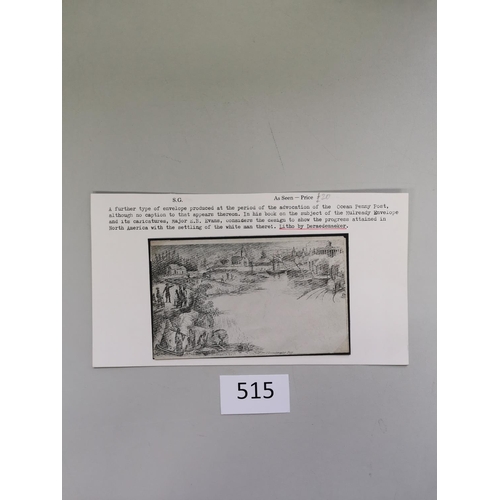 S.G. As Seen — Price
A further type of envelope produced at the period of the advocation of the Ocean Penny Post,
although no caption to that appears thereon. In his book on the subject of the Mulready Envelope
and its caricatures, Major E.B. Evans, considers the design to show the progress attained in
North America with the settling of the white man there. Litho by
515